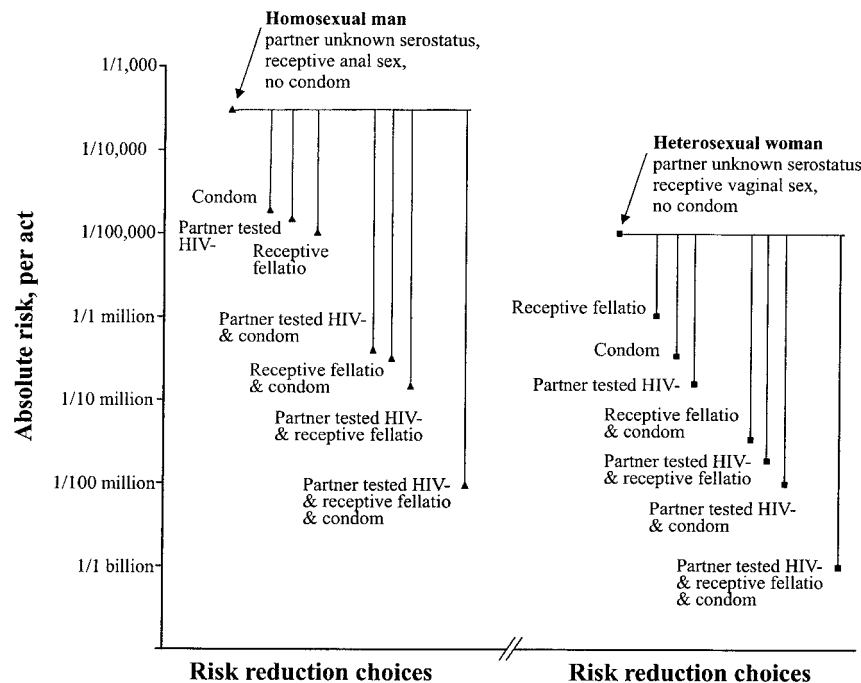 Homosexual man
partner unknown serostatus,
receptive anal sex,
no condom
1/1,000
1/10,000
1/100,000
1/1 million
1/10 million
1/100 million
1/1 billion
Absolute risk, per act
Condom
Partner tested
HIV-
Receptive
fellatio
Partner tested HIV-
& condom
Receptive fellatio
& condom
Partner tested HIV-
& receptive fellatio
Partner tested HIV-
& receptive fellatio
& condom
Risk reduction choices
Heterosexual woman
partner unknown serostatus
receptive vaginal sex,
no condom
Receptive fellatio
Condom
Partner tested HIV-
Receptive fellatio
& condom
Partner tested HIV-
& receptive fellatio
Partner tested HIV-
& condom
Partner tested HIV-
& receptive fellatio
& condom
Risk reduction choices